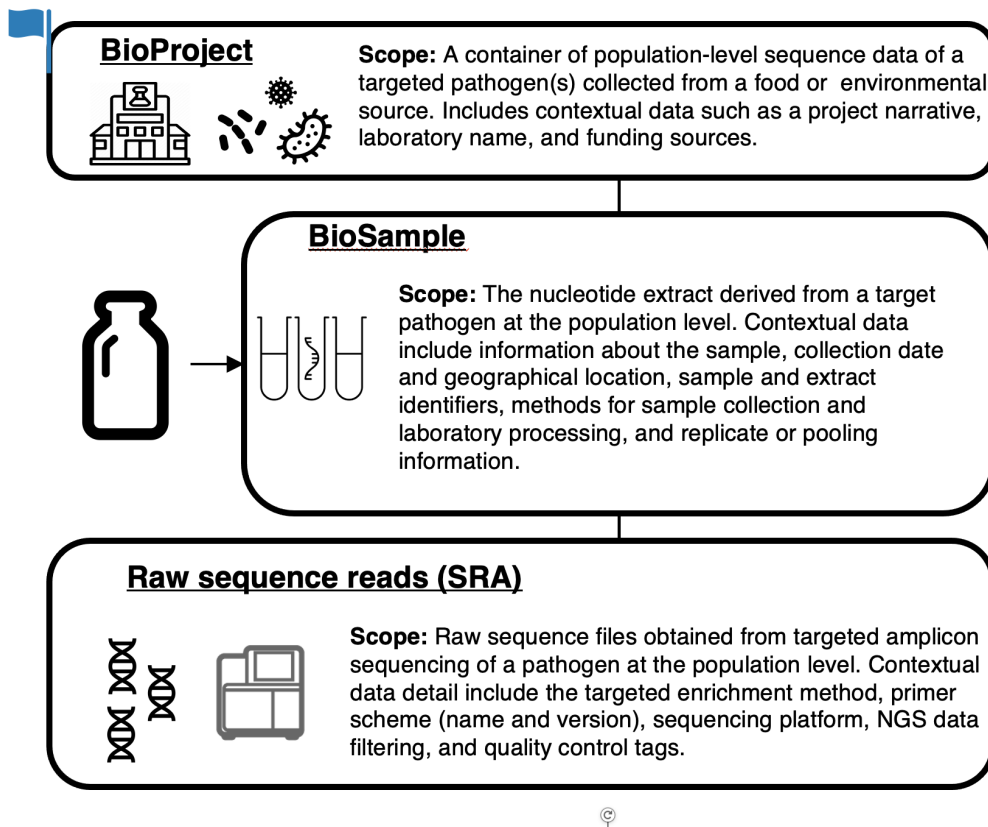 BioProject
Scope: A container of population-level sequence data of a
targeted pathogen(s) collected from a food or  environmental
source. Includes contextual data such as a project narrative,
laboratory name, and funding sources.
BioSample
Scope: The nucleotide extract derived from a target
pathogen at the population level. Contextual data
include information about the sample, collection date
and geographical location, sample and extract
identifiers, methods for sample collection and
laboratory processing, and replicate or pooling
information.
Raw sequence reads (SRA)
Scope: Raw sequence files obtained from targeted amplicon
sequencing of a pathogen at the population level. Contextual
data detail include the targeted enrichment method, primer
scheme (name and version), sequencing platform, NGS data
filtering, and quality control tags.